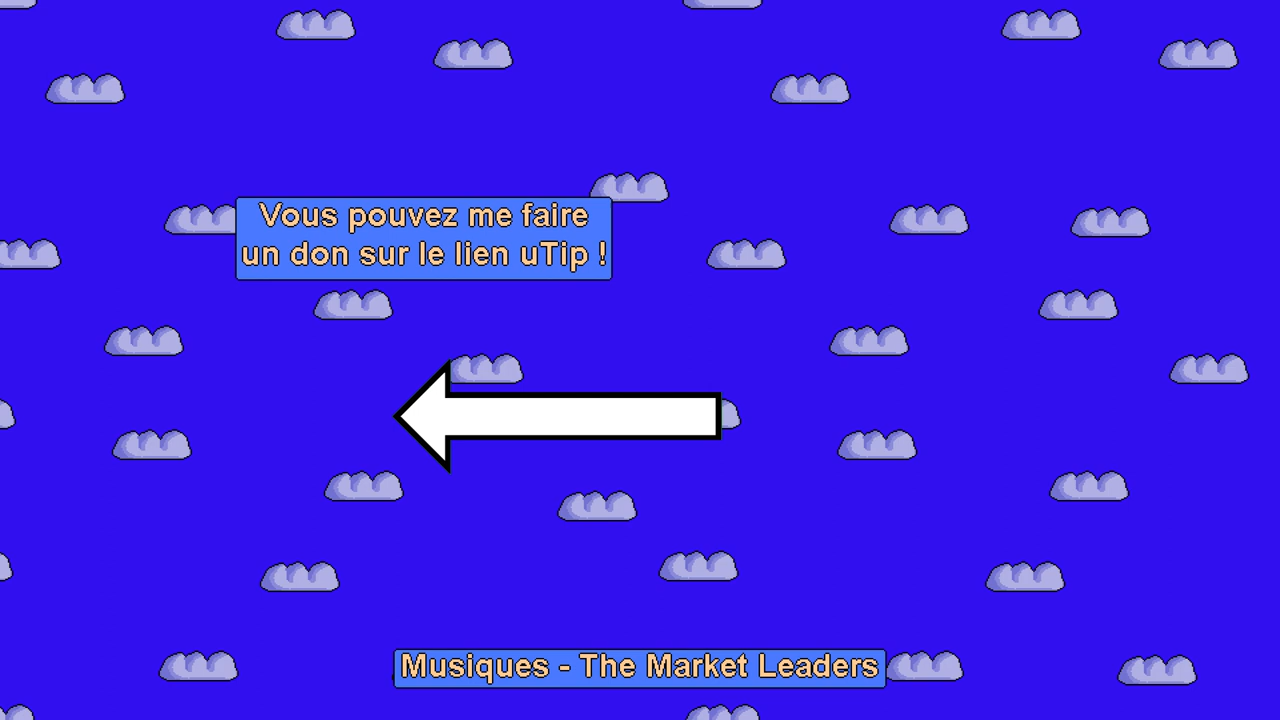 Vous pouvez me faire
un don sur le lien uTip !
Musiques - The Market Leaders